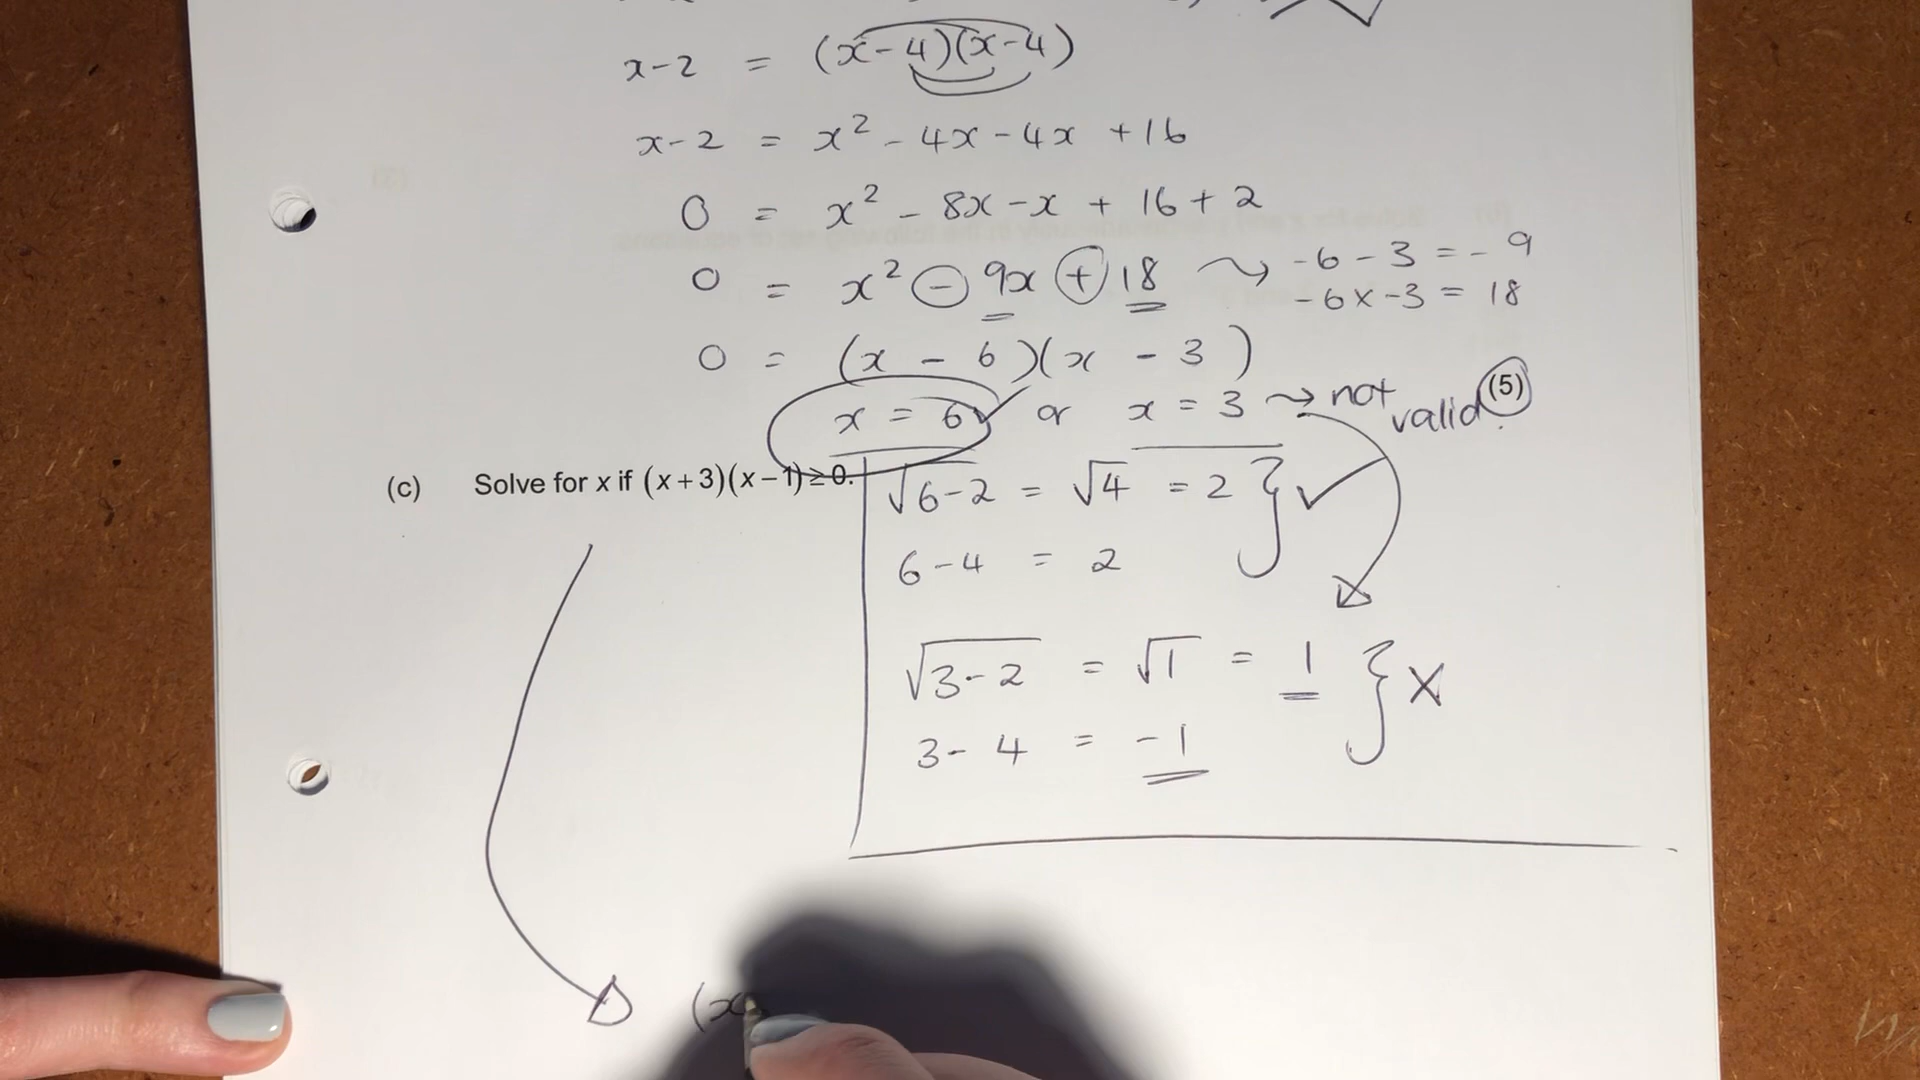 x-2 = (x-4)(x-4)
x-2 = x² - 4x - 4x + 16
0 = x² - 8x - x + 16 + 2
0 = x² - 9x + 18 -6 - 3 = -9
-6 x -3 = 18
0 = (x - 6)(x - 3)
x = 6 or x = 3 → not valid (5)
(c) Solve for x if (x+3)(x-1)≥0.
√6-2 = √4 = 2
6-4 = 2
√3-2 = √1 = 1
3-4 = -1
(x